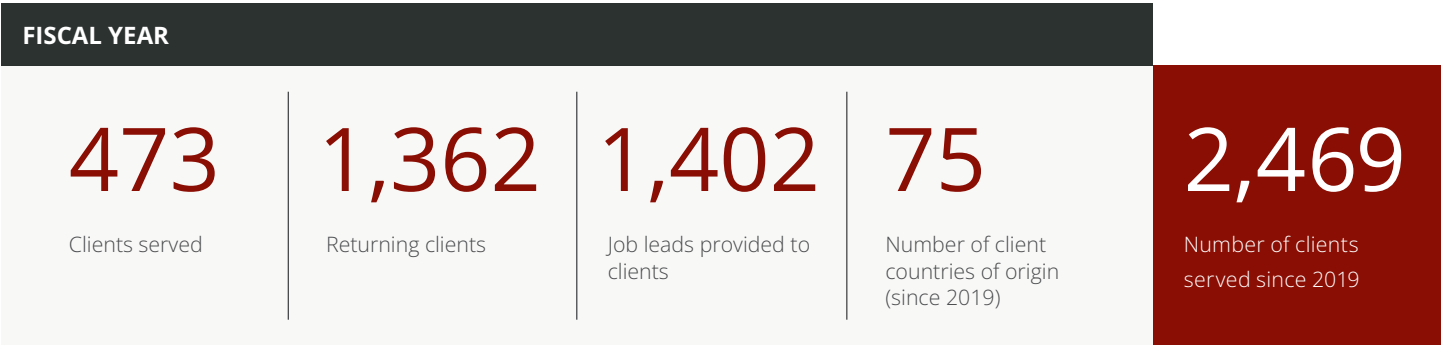 FISCAL YEAR
473
Clients served
1,362
Returning clients
1,402
Job leads provided to
clients
75
Number of client
countries of origin
(since 2019)
2,469
Number of clients
served since 2019